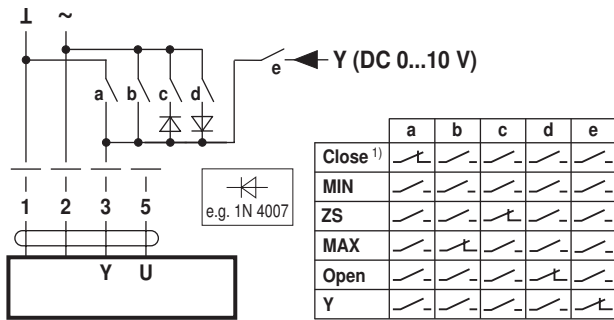 ⊥ ~
e Y (DC 0...10 V)
a b c d
1 2 3 5
e.g. 1N 4007
Y U
a b c d e
Close 1)
MIN
ZS
MAX
Open
Y